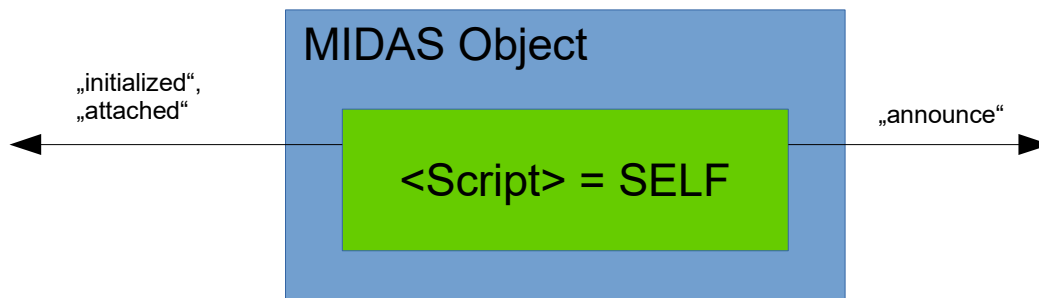 MIDAS Object
„initialized“,
„attached“
„announce“
<Script> = SELF